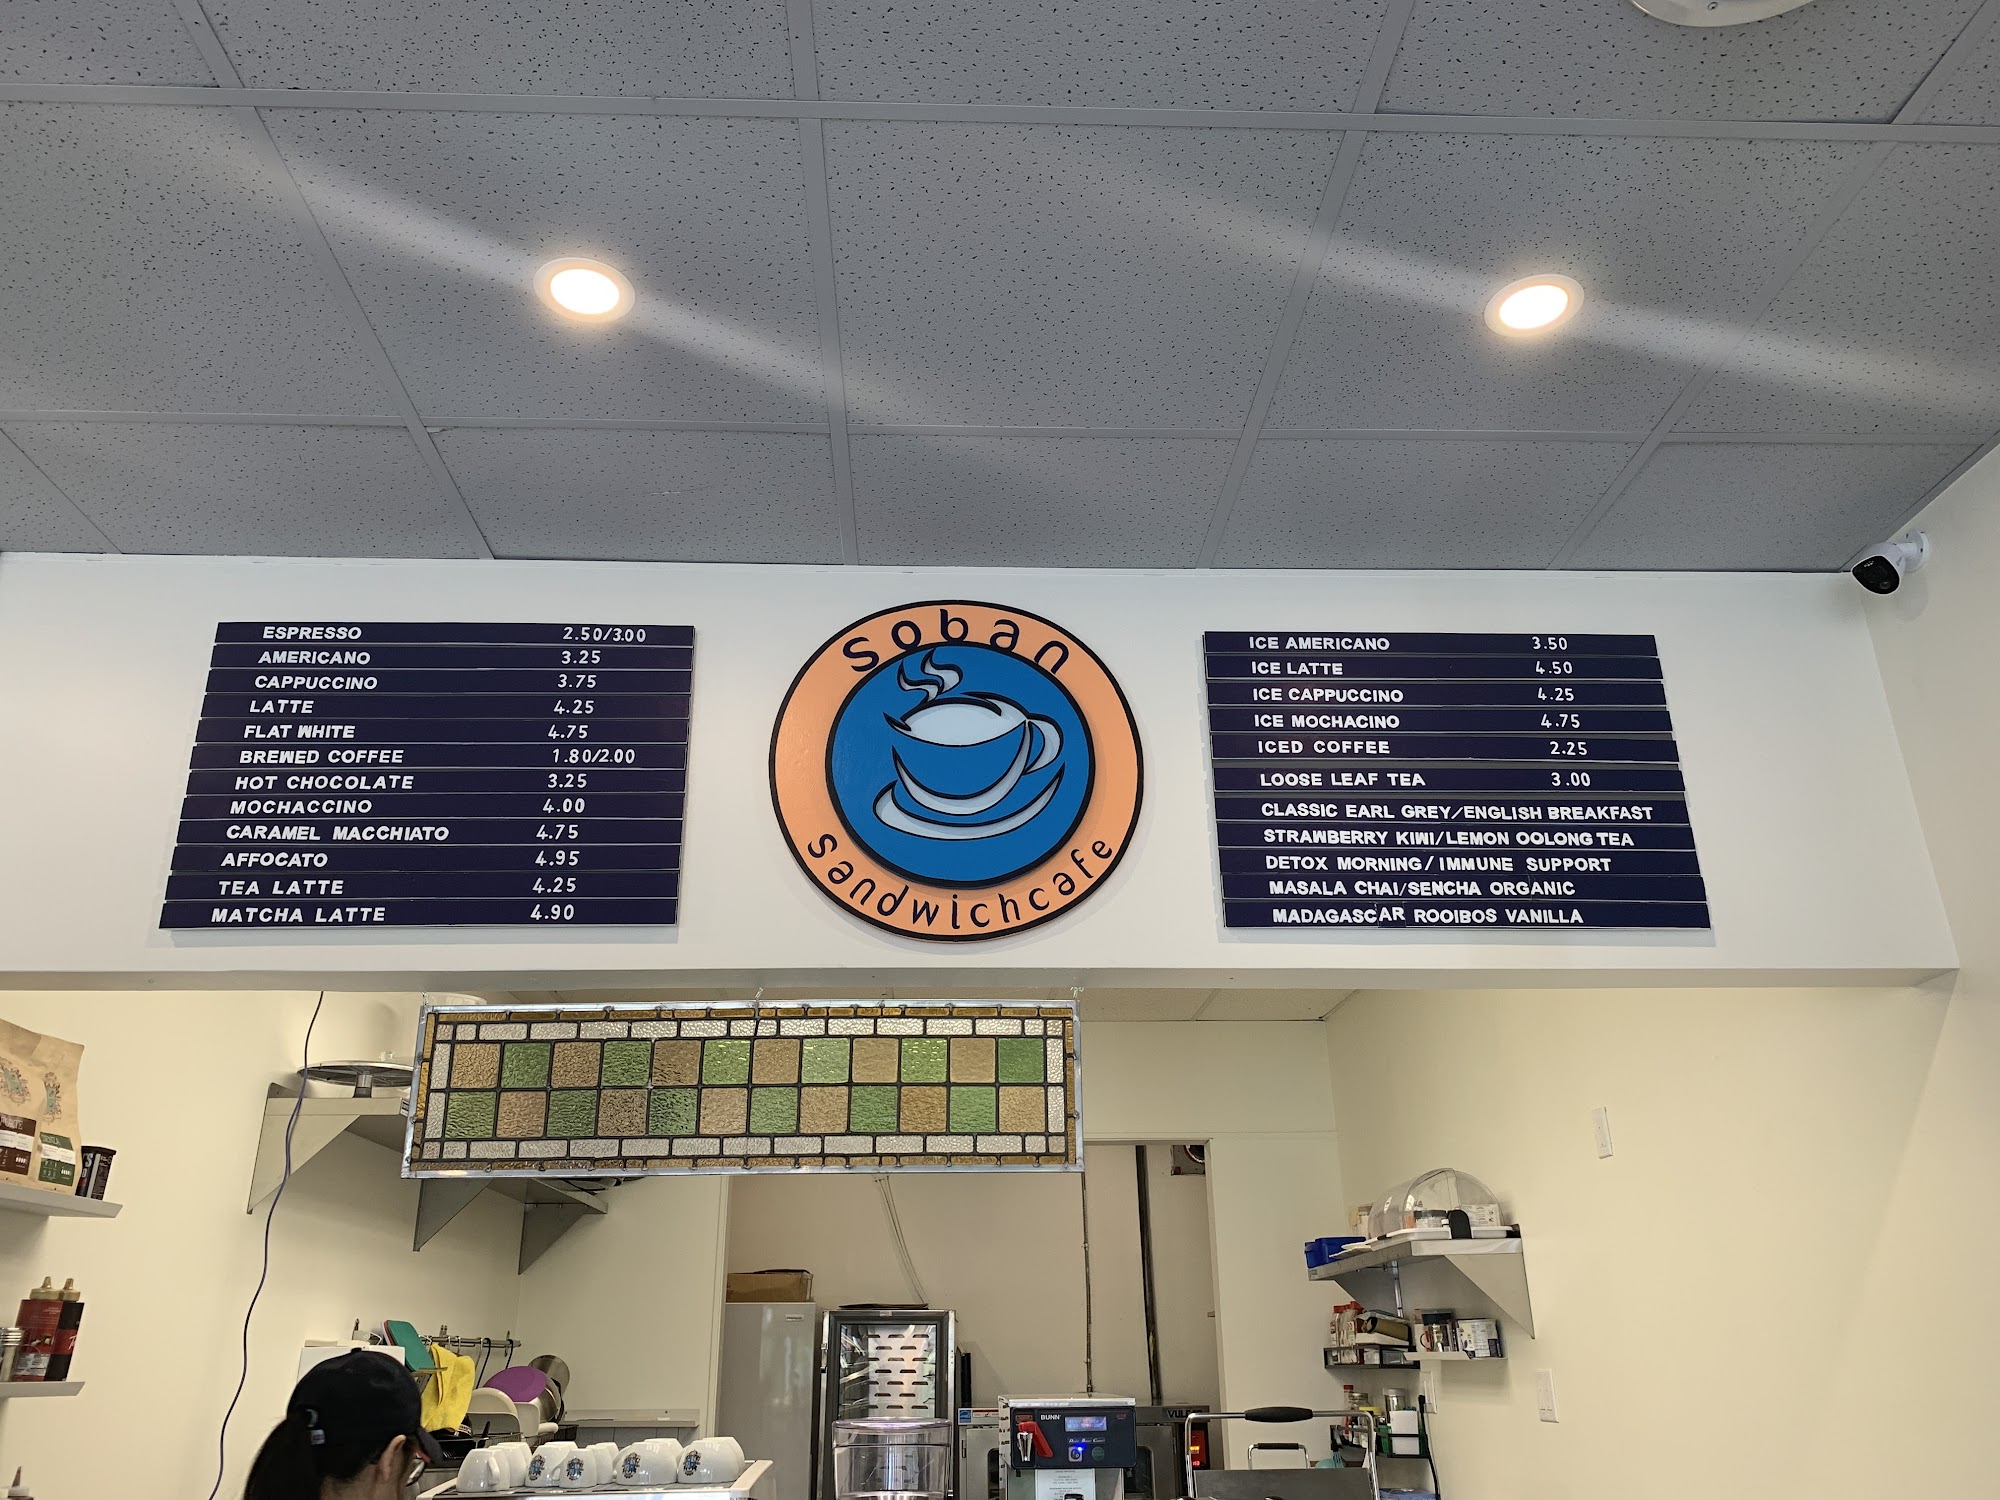 ESPRESSO 2.50/3.00
AMERICANO 3.25
CAPPUCCINO 3.75
LATTE 4.25
FLAT WHITE 4.75
BREWED COFFEE 1.80/2.00
HOT CHOCOLATE 3.25
MOCHACCINO 4.00
CARAMEL MACCHIATO 4.75
AFFOCATO 4.95
TEA LATTE 4.25
MATCHA LATTE 4.90
Soban
Sandwichcafe
ICE AMERICANO 3.50
ICE LATTE 4.50
ICE CAPPUCCINO 4.25
ICE MOCHACINO 4.75
ICED COFFEE 2.25
LOOSE LEAF TEA 3.00
CLASSIC EARL GREY/ENGLISH BREAKFAST
STRAWBERRY KIWI/LEMON OOLONG TEA
DETOX MORNING/IMMUNE SUPPORT
MASALA CHAI/SENCHA ORGANIC
MADAGASCAR ROOIBOS VANILLA
BUNN